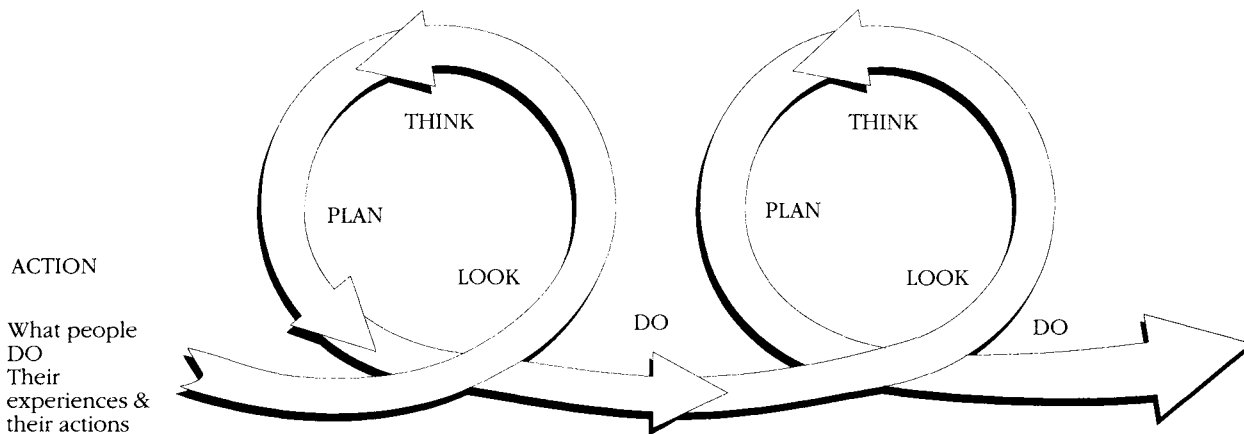 THINK
THINK
PLAN
PLAN
ACTION
LOOK
LOOK
What people
DO
Their
experiences &
their actions
DO
DO